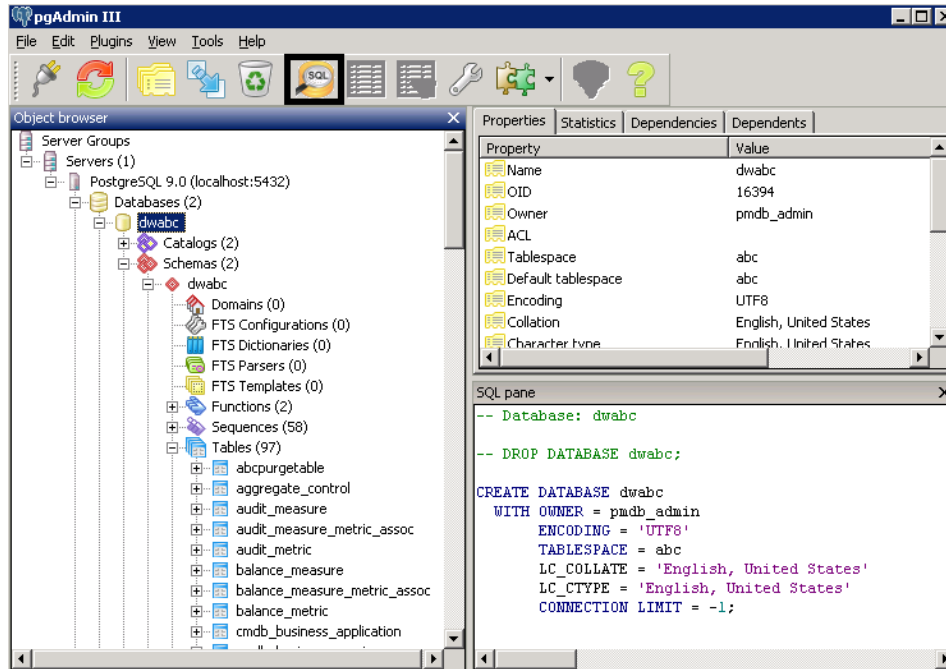 pgAdmin III
File Edit Plugins View Tools Help
SQL
Object browser
Server Groups
Servers (1)
PostgreSQL 9.0 (localhost:5432)
Databases (2)
dwabc
Catalogs (2)
Schemas (2)
dwabc
Domains (0)
FTS Configurations (0)
FTS Dictionaries (0)
FTS Parsers (0)
FTS Templates (0)
Functions (2)
Sequences (58)
Tables (97)
abcpurgetable
aggregate_control
audit_measure
audit_measure_metric_assoc
audit_metric
balance_measure
balance_measure_metric_assoc
balance_metric
cmdb_business_application
Properties Statistics Dependencies Dependents
Property Value
Name dwabc
OID 16394
Owner pmdb_admin
ACL
Tablespace abc
Default tablespace abc
Encoding UTF8
Collation English, United States
Character type English, United States
SQL pane
-- Database: dwabc
-- DROP DATABASE dwabc;
CREATE DATABASE dwabc
WITH OWNER = pmdb_admin
ENCODING = 'UTF8'
TABLESPACE = abc
LC_COLLATE = 'English, United States'
LC_CTYPE = 'English, United States'
CONNECTION LIMIT = -1;